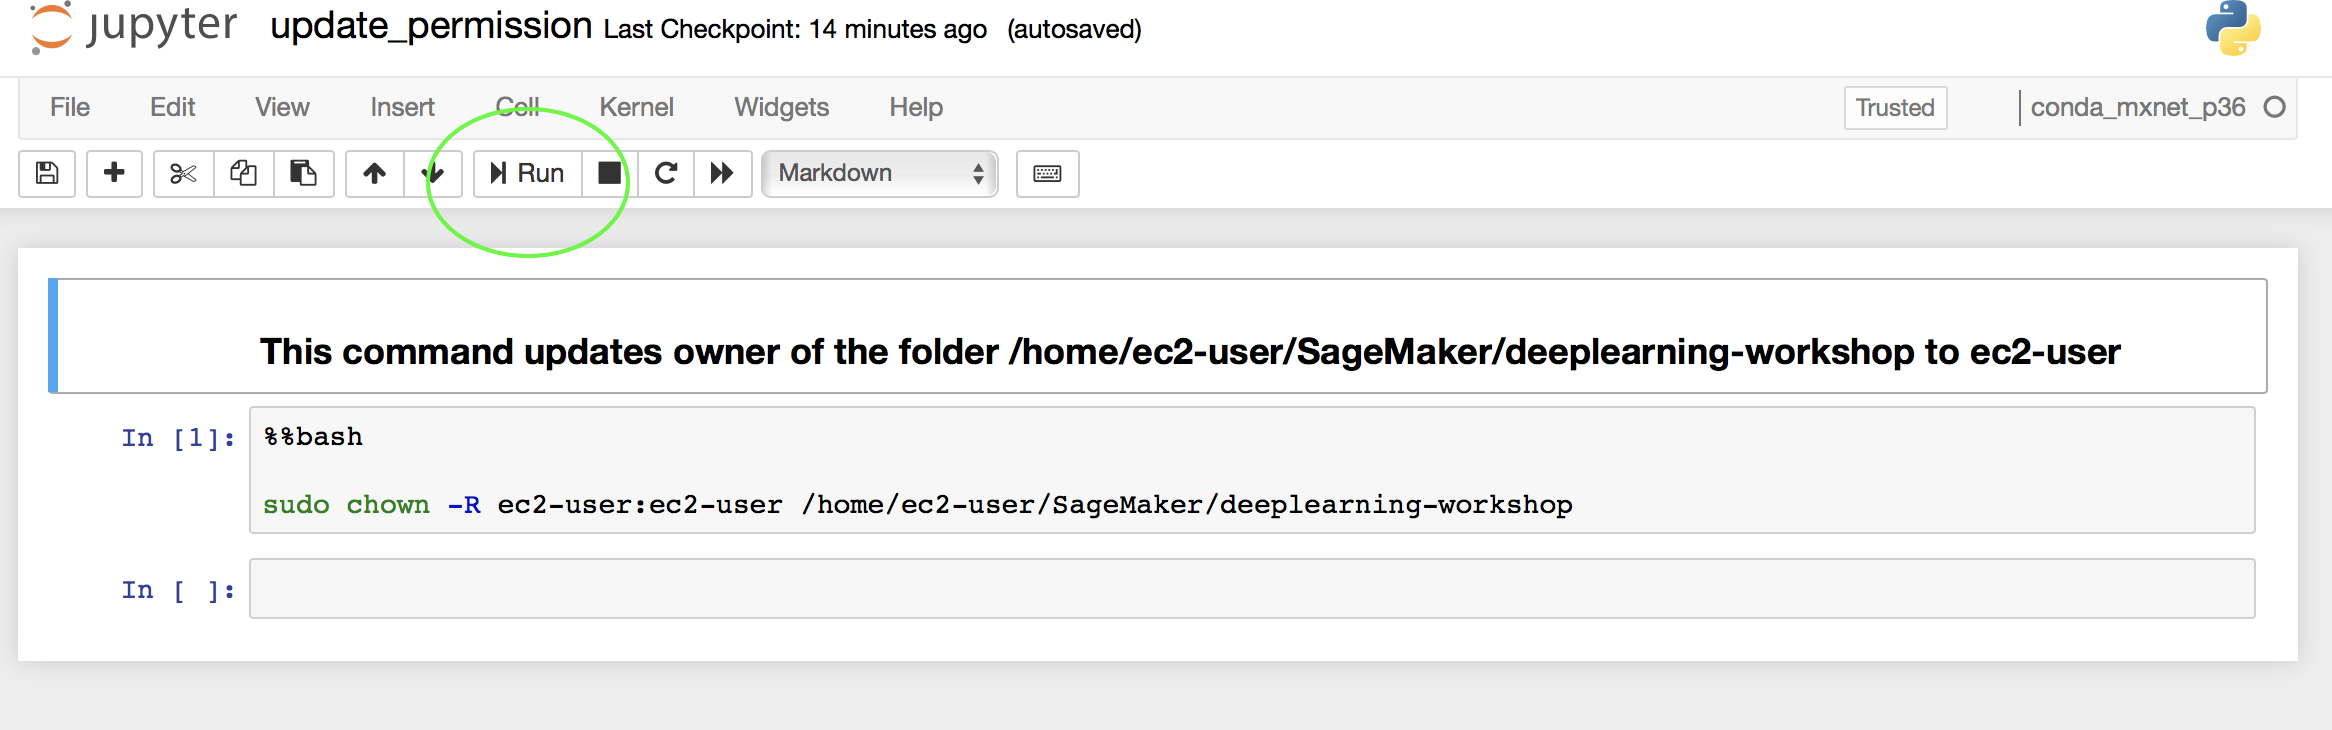 jupyter update_permission Last Checkpoint: 14 minutes ago (autosaved)
File Edit View Insert Cell Kernel Widgets Help Trusted conda_mxnet_p36
Run Markdown
This command updates owner of the folder /home/ec2-user/SageMaker/deeplearning-workshop to ec2-user
In [1]: %%bash
sudo chown -R ec2-user:ec2-user /home/ec2-user/SageMaker/deeplearning-workshop
In [ ]: